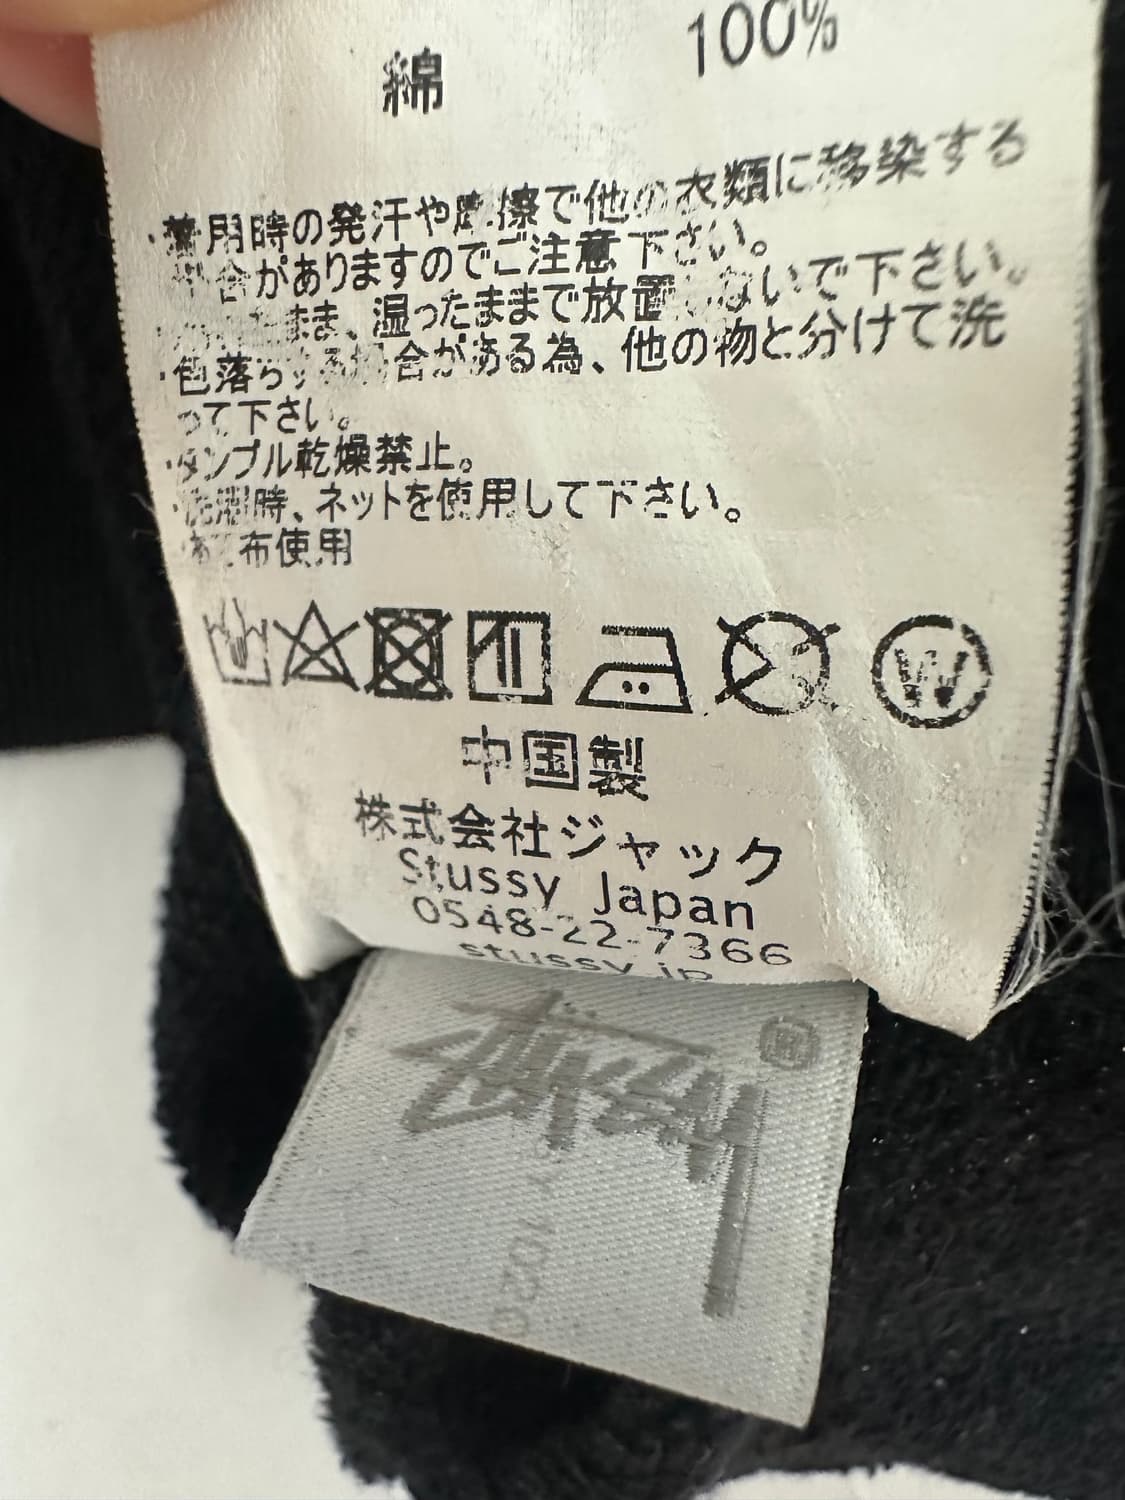 綿 100%
・着用時の発汗や摩擦で他の衣類に移染する
場合がありますのでご注意下さい。
まま、湿ったままで放置しないで下さい。
・色落ちする場合がある為、他の物と分けて洗
って下さい。
・タンブル乾燥禁止。
・洗濯時、ネットを使用して下さい。
布使用
W
中国製
株式会社ジャック
Stussy Japan
0548-22-7366
stussy.jp